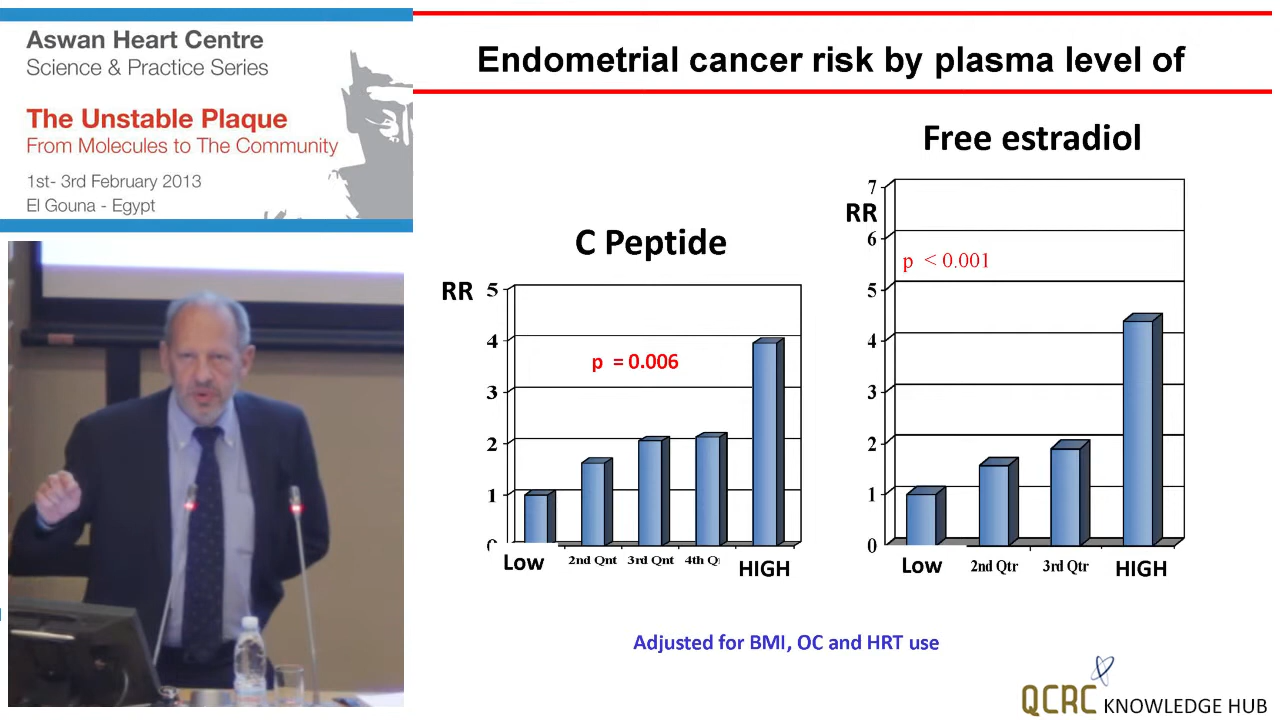 Aswan Heart Centre
Science & Practice Series
The Unstable Plaque
From Molecules to The Community
1st- 3rd February 2013
El Gouna - Egypt
Endometrial cancer risk by plasma level of
C Peptide
RR
5
4
3
2
1
p = 0.006
Low
2nd Qnt
3rd Qnt
4th Q
HIGH
Free estradiol
RR
7
6
5
4
3
2
1
0
p < 0.001
Low
2nd Qtr
3rd Qtr
HIGH
Adjusted for BMI, OC and HRT use
QCRC KNOWLEDGE HUB